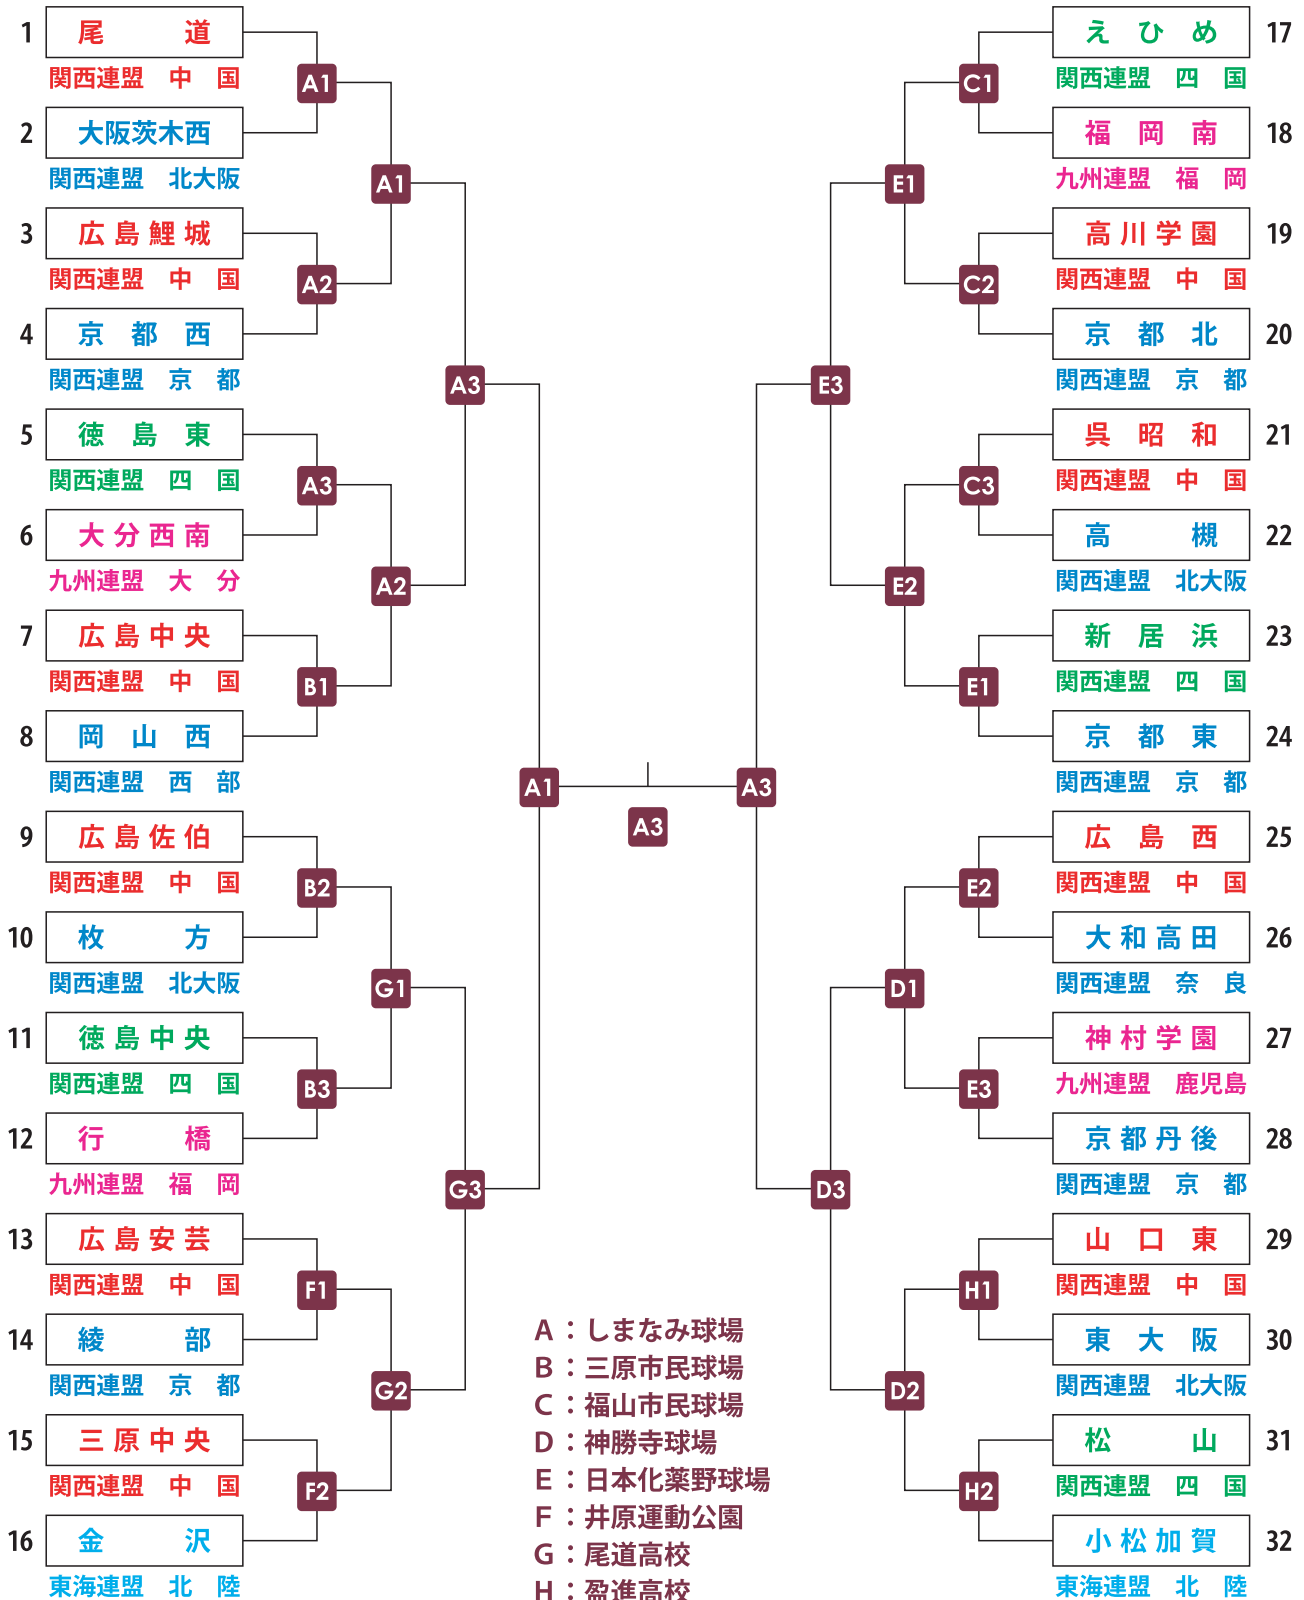 1 尾道
関西連盟 中国
2 大阪茨木西
関西連盟 北大阪
3 広島鯉城
関西連盟 中国
4 京都西
関西連盟 京都
5 徳島東
関西連盟 四国
6 大分西南
九州連盟 大分
7 広島中央
関西連盟 中国
8 岡山西
関西連盟 西部
9 広島佐伯
関西連盟 中国
10 枚方
関西連盟 北大阪
11 徳島中央
関西連盟 四国
12 行橋
九州連盟 福岡
13 広島安芸
関西連盟 中国
14 綾部
関西連盟 京都
15 三原中央
関西連盟 中国
16 金沢
東海連盟 北陸
A1
A2
A3
B1
B2
B3
F1
F2
A1
A2
G1
G2
A3
G3
A1
A3
A3
E3
D3
E1
E2
D1
D2
C1
C2
C3
E1
E2
E3
H1
H2
えひめ 17
関西連盟 四国
福岡南 18
九州連盟 福岡
高川学園 19
関西連盟 中国
京都北 20
関西連盟 京都
呉昭和 21
関西連盟 中国
高槻 22
関西連盟 北大阪
新居浜 23
関西連盟 四国
京都東 24
関西連盟 京都
広島西 25
関西連盟 中国
大和高田 26
関西連盟 奈良
神村学園 27
九州連盟 鹿児島
京都丹後 28
関西連盟 京都
山口東 29
関西連盟 中国
東大阪 30
関西連盟 北大阪
松山 31
関西連盟 四国
小松加賀 32
東海連盟 北陸
A：しまなみ球場
B：三原市民球場
C：福山市民球場
D：神勝寺球場
E：日本化薬野球場
F：井原運動公園
G：尾道高校
H：盈進高校